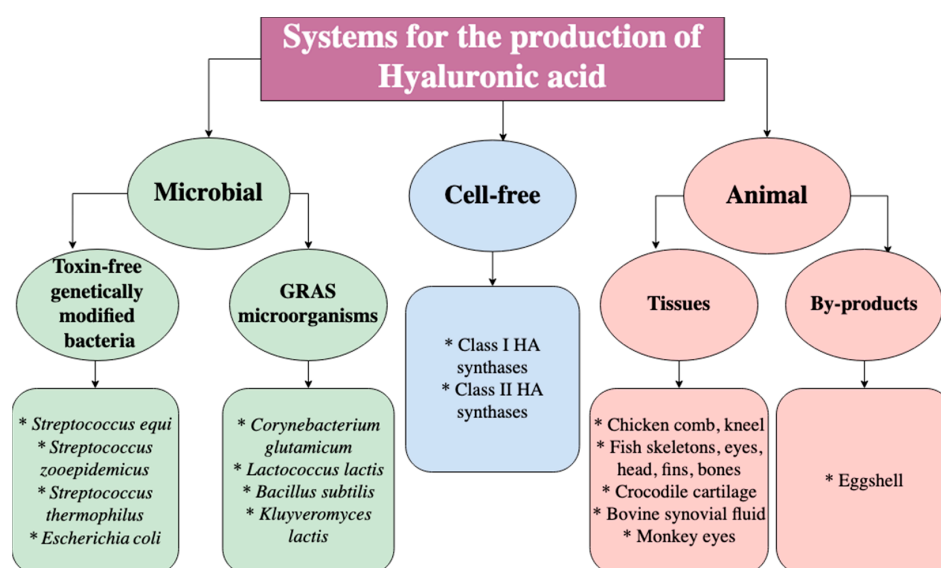 Systems for the production of
Hyaluronic acid
Microbial
Cell-free
Animal
Toxin-free
genetically
modified
bacteria
GRAS
microorganisms
Tissues
By-products
* Streptococcus equi
* Streptococcus
zooepidemicus
* Streptococcus
thermophilus
* Escherichia coli
* Corynebacterium
glutamicum
* Lactococcus lactis
* Bacillus subtilis
* Kluyveromyces
lactis
* Class I HA
synthases
* Class II HA
synthases
* Chicken comb, kneel
* Fish skeletons, eyes,
head, fins, bones
* Crocodile cartilage
* Bovine synovial fluid
* Monkey eyes
* Eggshell